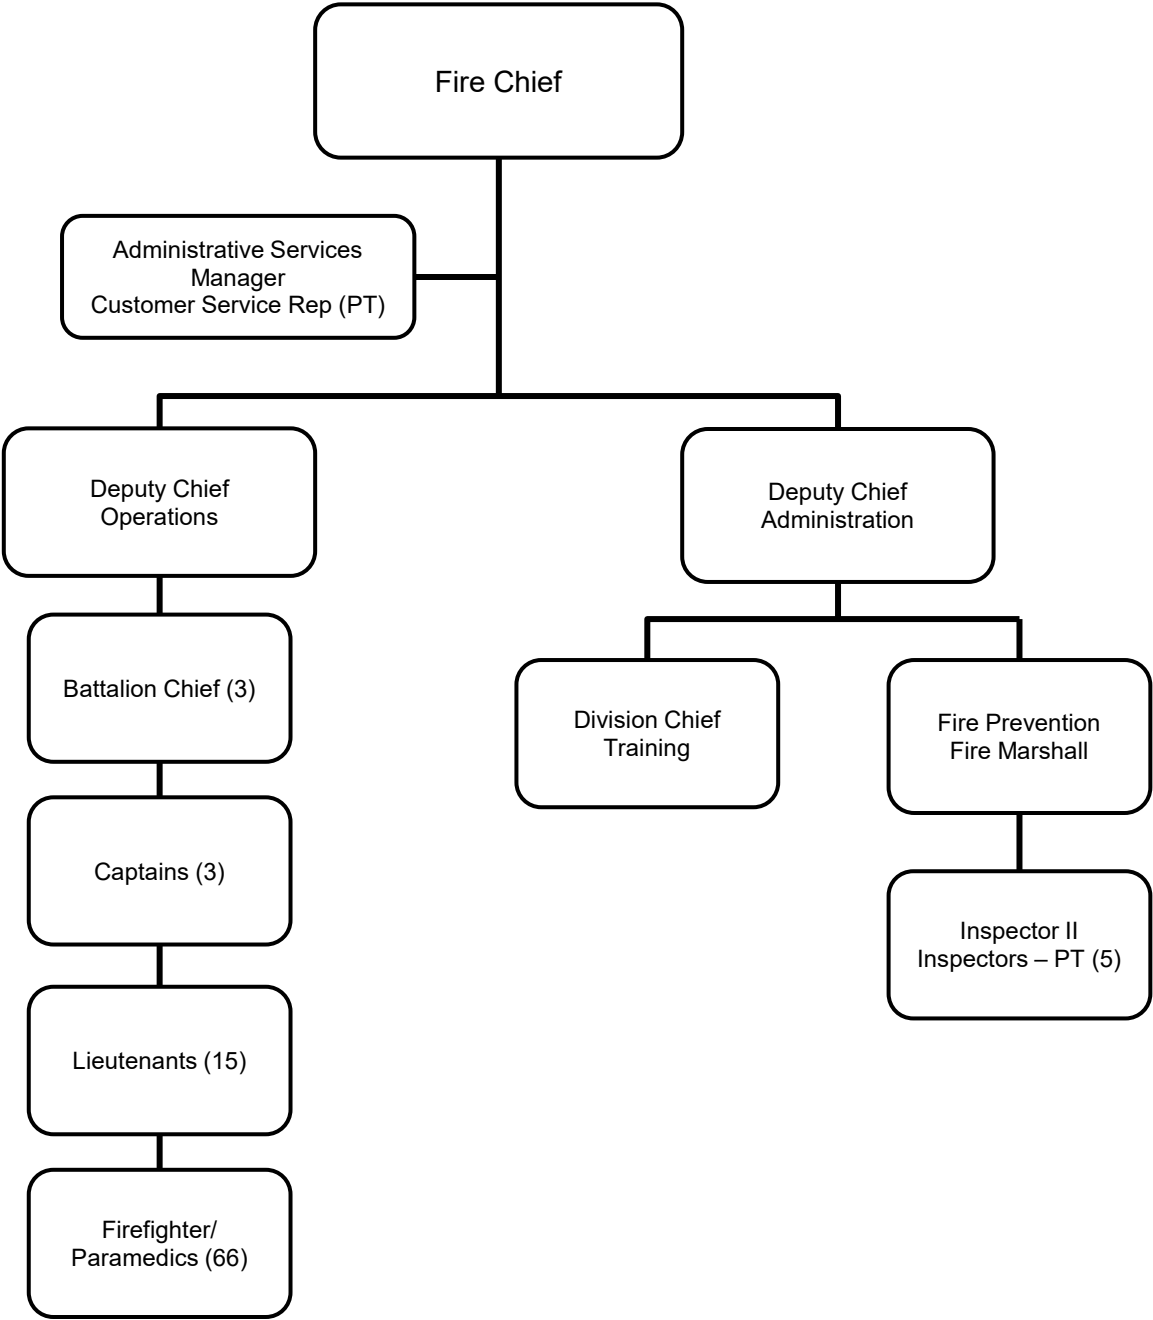 Fire Chief
Administrative Services
Manager
Customer Service Rep (PT)
Deputy Chief
Operations
Deputy Chief
Administration
Battalion Chief (3)
Division Chief
Training
Fire Prevention
Fire Marshall
Captains (3)
Inspector II
Inspectors – PT (5)
Lieutenants (15)
Firefighter/
Paramedics (66)